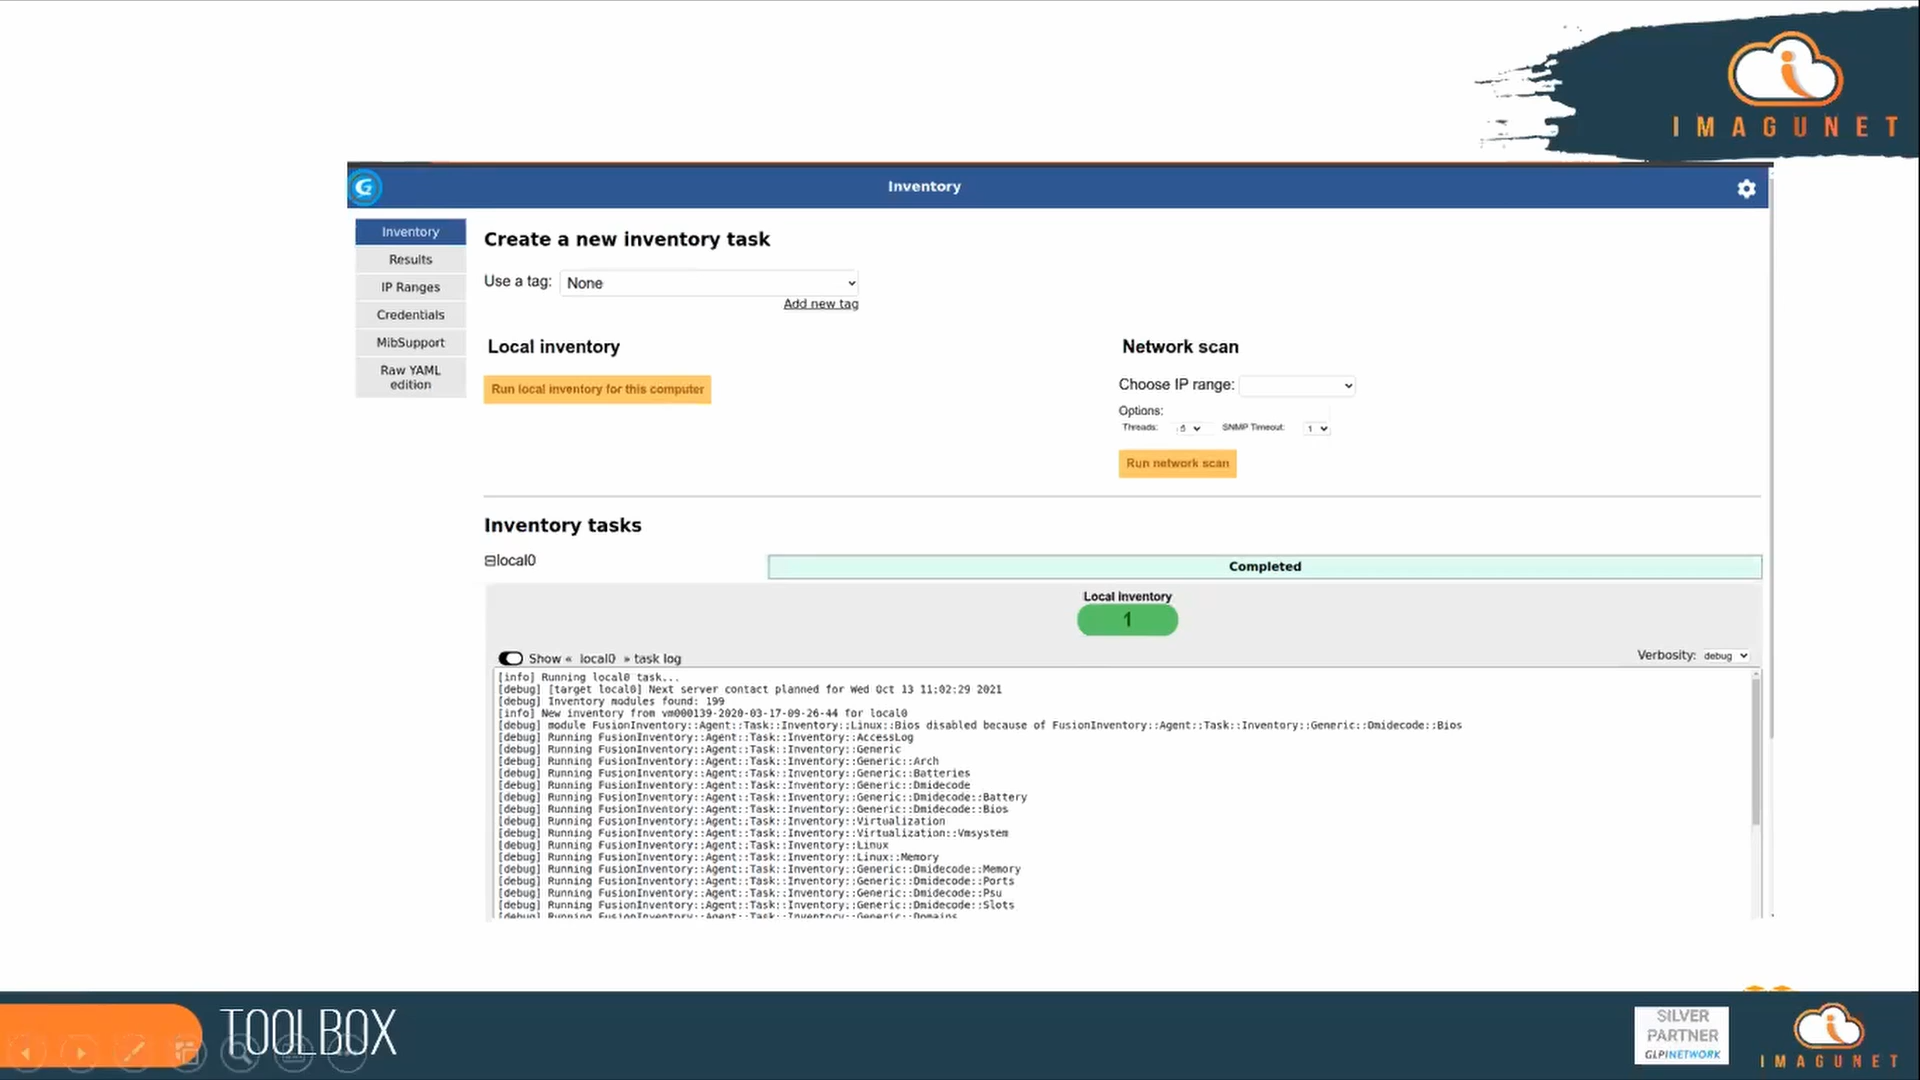 IMAGUNET
Inventory
Inventory
Results
IP Ranges
Credentials
MibSupport
Raw YAML
edition
Create a new inventory task
Use a tag: None
Add new tag
Local inventory
Run local inventory for this computer
Network scan
Choose IP range:
Options:
Threads: 5 SNMP Timeout: 1
Run network scan
Inventory tasks
local0
Completed
Local inventory
1
Show « local0 » task log
Verbosity: debug
[info] Running local0 task...
[debug] [target local0] Next server contact planned for Wed Oct 13 11:02:29 2021
[debug] Inventory modules found: 199
[info] New inventory from vm000139-2020-03-17-09-26-44 for local0
[debug] module FusionInventory::Agent::Task::Inventory::Linux::Bios disabled because of FusionInventory::Agent::Task::Inventory::Generic::Dmidecode::Bios
[debug] Running FusionInventory::Agent::Task::Inventory::AccessLog
[debug] Running FusionInventory::Agent::Task::Inventory::Generic
[debug] Running FusionInventory::Agent::Task::Inventory::Generic::Arch
[debug] Running FusionInventory::Agent::Task::Inventory::Generic::Batteries
[debug] Running FusionInventory::Agent::Task::Inventory::Generic::Dmidecode
[debug] Running FusionInventory::Agent::Task::Inventory::Generic::Dmidecode::Battery
[debug] Running FusionInventory::Agent::Task::Inventory::Generic::Dmidecode::Bios
[debug] Running FusionInventory::Agent::Task::Inventory::Virtualization
[debug] Running FusionInventory::Agent::Task::Inventory::Virtualization::Vmsystem
[debug] Running FusionInventory::Agent::Task::Inventory::Linux
[debug] Running FusionInventory::Agent::Task::Inventory::Linux::Memory
[debug] Running FusionInventory::Agent::Task::Inventory::Generic::Dmidecode::Memory
[debug] Running FusionInventory::Agent::Task::Inventory::Generic::Dmidecode::Ports
[debug] Running FusionInventory::Agent::Task::Inventory::Generic::Dmidecode::Psu
[debug] Running FusionInventory::Agent::Task::Inventory::Generic::Dmidecode::Slots
[debug] Running FusionInventory::Agent::Task::Inventory::Generic::Domains
TOOLBOX
SILVER
PARTNER
GLPINETWORK
IMAGUNET